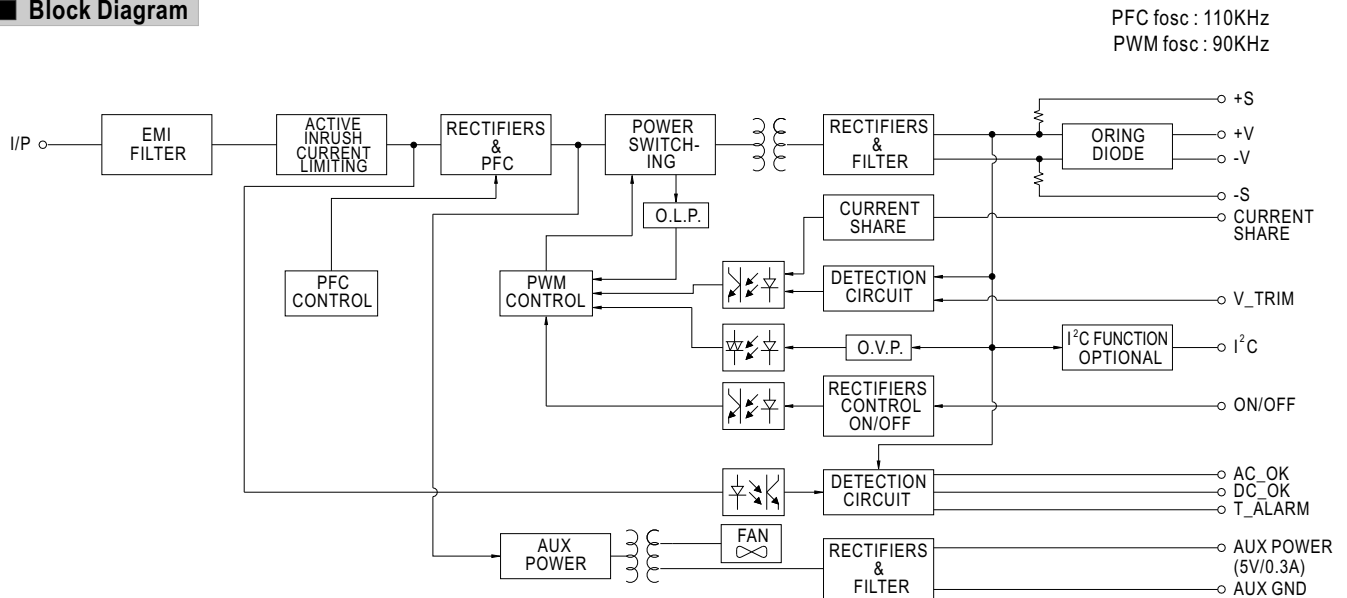 ■ Block Diagram
PFC fosc : 110KHz
PWM fosc : 90KHz
I/P
EMI
FILTER
ACTIVE
INRUSH
CURRENT
LIMITING
RECTIFIERS
&
PFC
POWER
SWITCH-
ING
RECTIFIERS
&
FILTER
ORING
DIODE
+S
+V
-V
-S
O.L.P.
CURRENT
SHARE
CURRENT
SHARE
PFC
CONTROL
PWM
CONTROL
DETECTION
CIRCUIT
V_TRIM
O.V.P.
I²C FUNCTION
OPTIONAL
I²C
RECTIFIERS
CONTROL
ON/OFF
ON/OFF
DETECTION
CIRCUIT
AC_OK
DC_OK
T_ALARM
AUX
POWER
FAN
RECTIFIERS
&
FILTER
AUX POWER
(5V/0.3A)
AUX GND